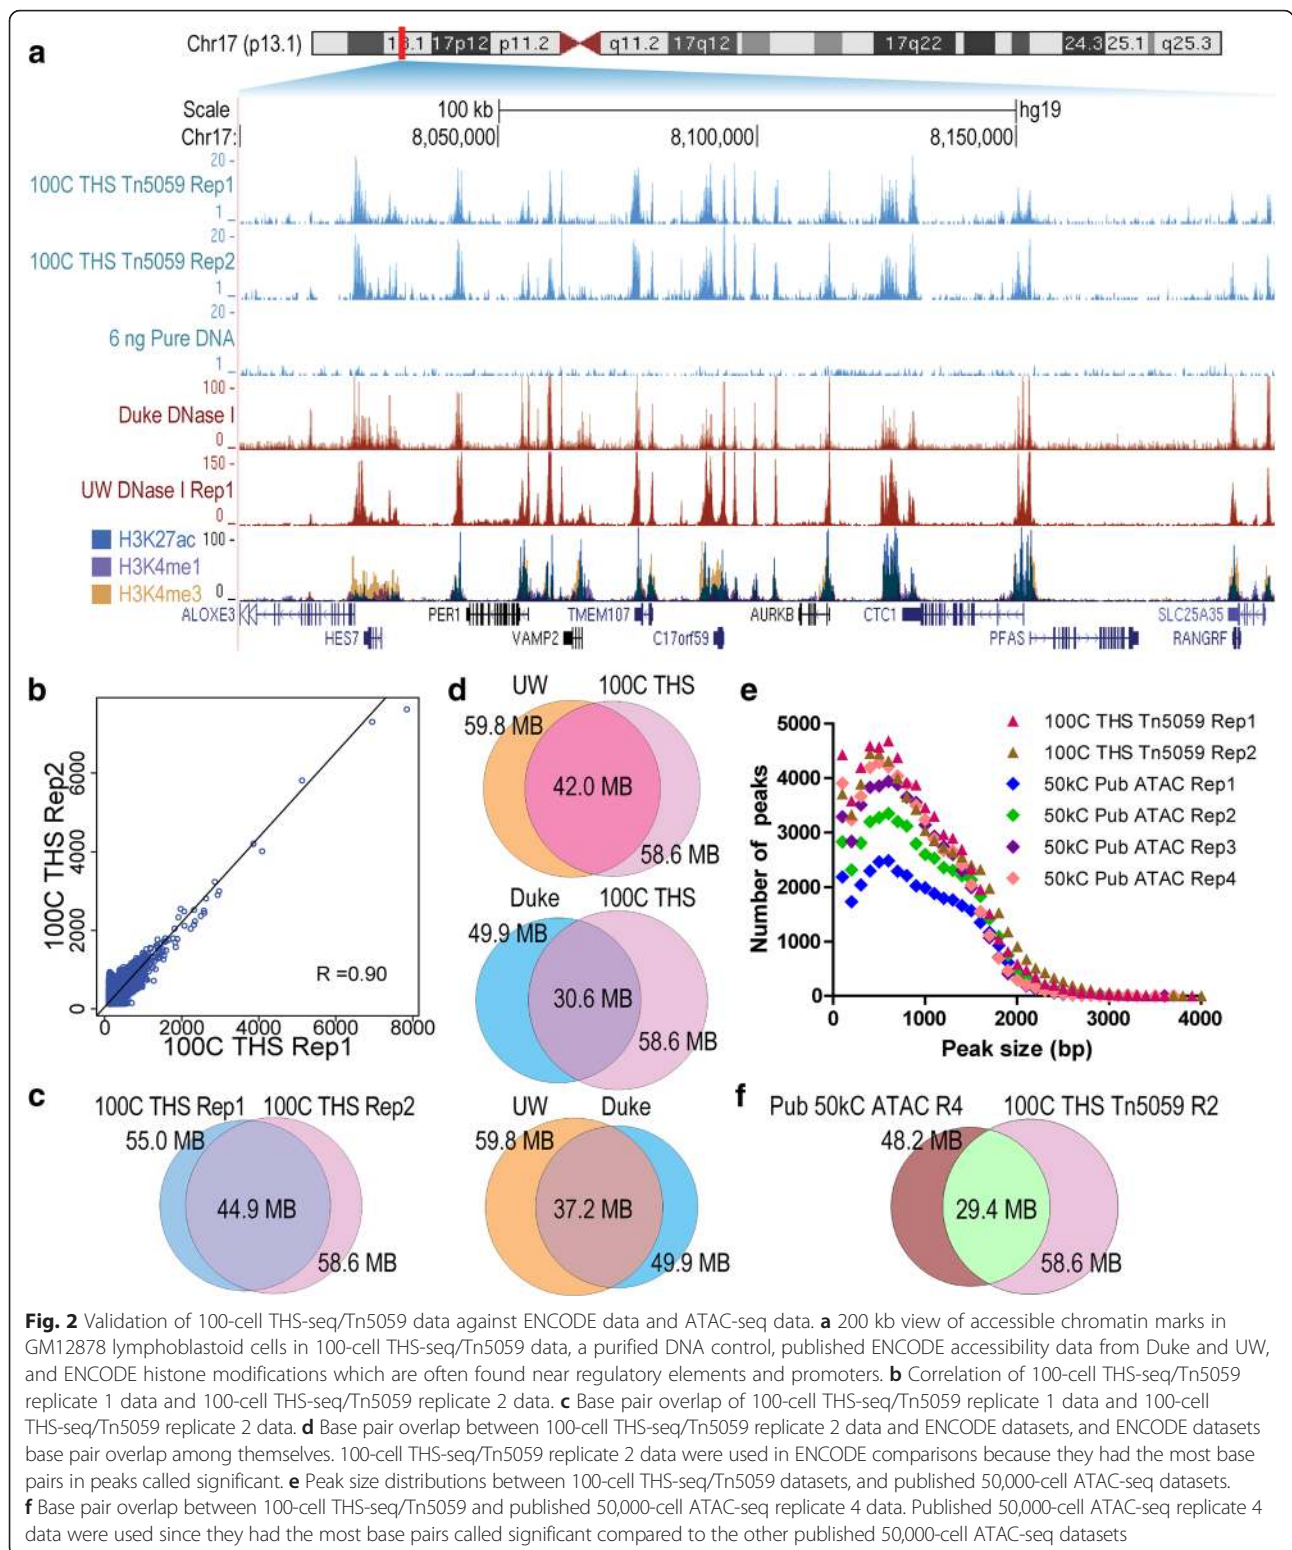 a
Chr17 (p13.1)
13.1 17p12 p11.2 q11.2 17q12 17q22 24.3 25.1 q25.3
Scale 100 kb hg19
Chr17: 8,050,000 8,100,000 8,150,000
20
100C THS Tn5059 Rep1
1
20
100C THS Tn5059 Rep2
1
20
6 ng Pure DNA
1
100
Duke DNase I
0
150
UW DNase I Rep1
0
H3K27ac 100
H3K4me1
H3K4me3 0
ALOXE3 PER1 TMEM107 AURKB CTC1 SLC25A35
HES7 VAMP2 C17orf59 PFAS RANGRF
b
100C THS Rep2
6000
4000
2000
0
R =0.90
0 2000 4000 6000 8000
100C THS Rep1
c
100C THS Rep1 100C THS Rep2
55.0 MB
44.9 MB
58.6 MB
d
UW 100C THS
59.8 MB
42.0 MB
58.6 MB
Duke 100C THS
49.9 MB
30.6 MB
58.6 MB
UW Duke
59.8 MB
37.2 MB
49.9 MB
e
Number of peaks
5000
4000
3000
2000
1000
0
100C THS Tn5059 Rep1
100C THS Tn5059 Rep2
50kC Pub ATAC Rep1
50kC Pub ATAC Rep2
50kC Pub ATAC Rep3
50kC Pub ATAC Rep4
0 1000 2000 3000 4000
Peak size (bp)
f
Pub 50kC ATAC R4 100C THS Tn5059 R2
48.2 MB
29.4 MB
58.6 MB
Fig. 2 Validation of 100-cell THS-seq/Tn5059 data against ENCODE data and ATAC-seq data. a 200 kb view of accessible chromatin marks in
GM12878 lymphoblastoid cells in 100-cell THS-seq/Tn5059 data, a purified DNA control, published ENCODE accessibility data from Duke and UW,
and ENCODE histone modifications which are often found near regulatory elements and promoters. b Correlation of 100-cell THS-seq/Tn5059
replicate 1 data and 100-cell THS-seq/Tn5059 replicate 2 data. c Base pair overlap of 100-cell THS-seq/Tn5059 replicate 1 data and 100-cell
THS-seq/Tn5059 replicate 2 data. d Base pair overlap between 100-cell THS-seq/Tn5059 replicate 2 data and ENCODE datasets, and ENCODE datasets
base pair overlap among themselves. 100-cell THS-seq/Tn5059 replicate 2 data were used in ENCODE comparisons because they had the most base
pairs in peaks called significant. e Peak size distributions between 100-cell THS-seq/Tn5059 datasets, and published 50,000-cell ATAC-seq datasets.
f Base pair overlap between 100-cell THS-seq/Tn5059 and published 50,000-cell ATAC-seq replicate 4 data. Published 50,000-cell ATAC-seq replicate 4
data were used since they had the most base pairs called significant compared to the other published 50,000-cell ATAC-seq datasets